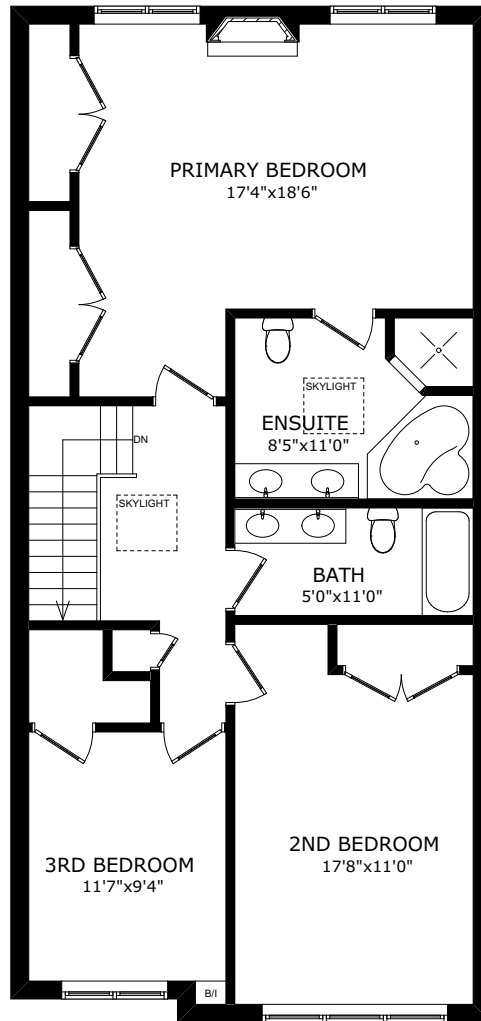 PRIMARY BEDROOM
17'4"x18'6"
SKYLIGHT
ENSUITE
8'5"x11'0"
DN
SKYLIGHT
BATH
5'0"x11'0"
2ND BEDROOM
17'8"x11'0"
3RD BEDROOM
11'7"x9'4"
B/I